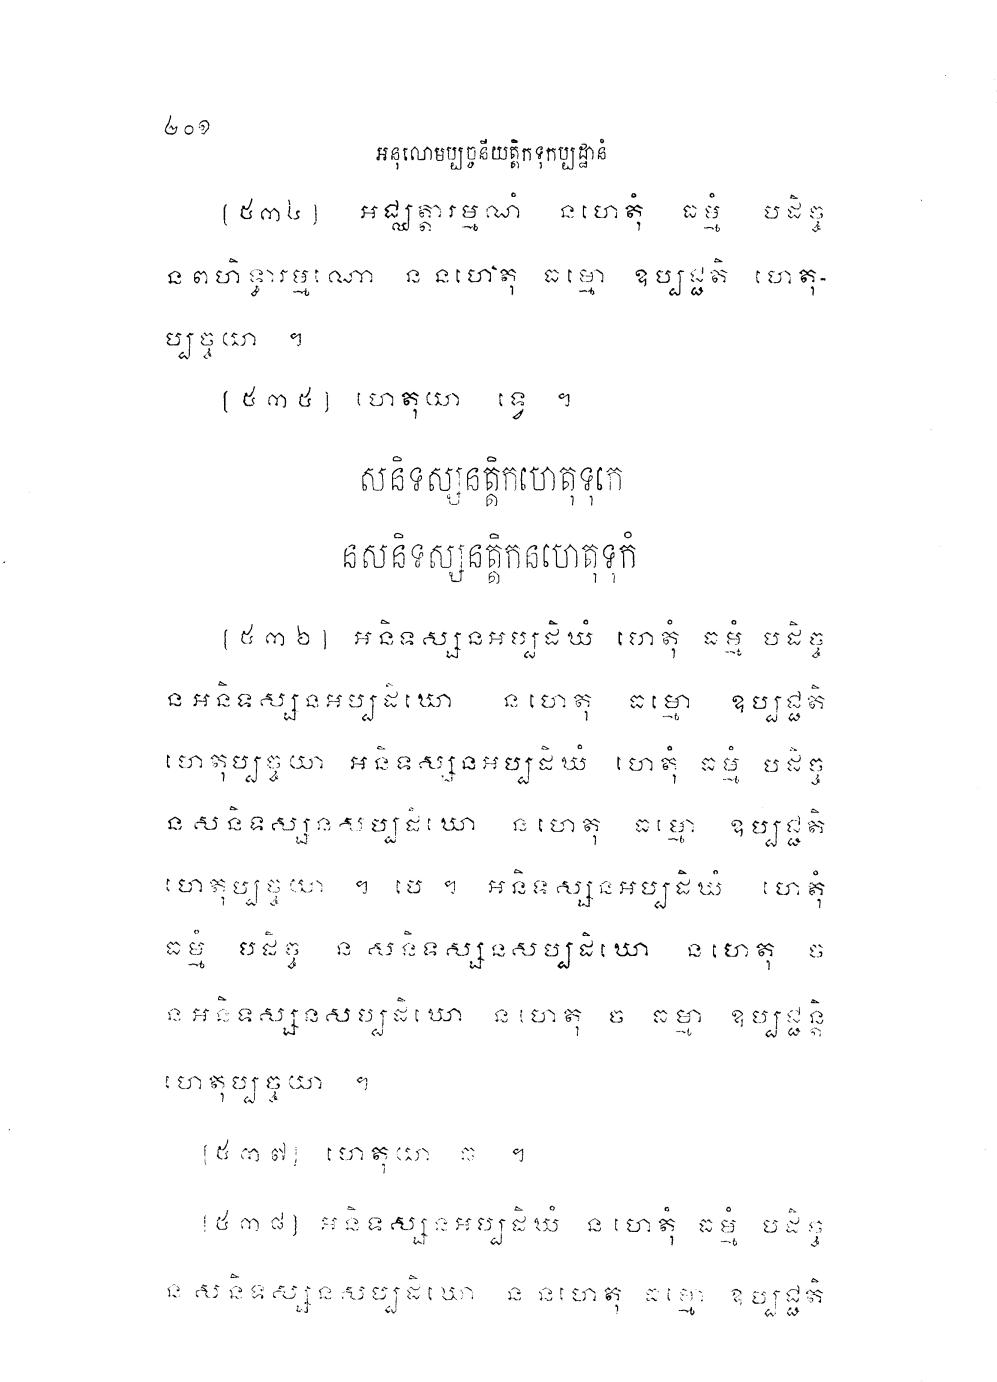 ៤០១
អនុលោមប្បច្ចនីយត្តិកទុកប្បដ្ឋានំ
(៥៣៤) អជ្ឈត្តារម្មណំ នហេតុំ ធម្មំ បដិច្ច
នពហិទ្ធារម្មណោ ន នហេតុ ធម្មោ ឧប្បជ្ជតិ ហេតុ-
ប្បច្ចយា ។
(៥៣៥) ហេតុយា ទ្វេ ។
សនិទស្សនត្តិកហេតុទុកេ
នសនិទស្សនត្តិកនហេតុទុកំ
(៥៣៦) អនិទស្សនអប្បដិឃំ ហេតុំ ធម្មំ បដិច្ច
នអនិទស្សនអប្បដិឃោ នហេតុ ធម្មោ ឧប្បជ្ជតិ
ហេតុប្បច្ចយា អនិទស្សនអប្បដិឃំ ហេតុំ ធម្មំ បដិច្ច
នសនិទស្សនសប្បដិឃោ នហេតុ ធម្មោ ឧប្បជ្ជតិ
ហេតុប្បច្ចយា ។ បេ ។ អនិទស្សនអប្បដិឃំ ហេតុំ
ធម្មំ បដិច្ច នសនិទស្សនសប្បដិឃោ នហេតុ ច
នអនិទស្សនសប្បដិឃោ នហេតុ ច ធម្មា ឧប្បជ្ជន្តិ
ហេតុប្បច្ចយា ។
(៥៣៧) ហេតុយា ឆ ។
(៥៣៨) អនិទស្សនអប្បដិឃំ នហេតុំ ធម្មំ បដិច្ច
នសនិទស្សនសប្បដិឃោ ន នហេតុ ធម្មោ ឧប្បជ្ជតិ